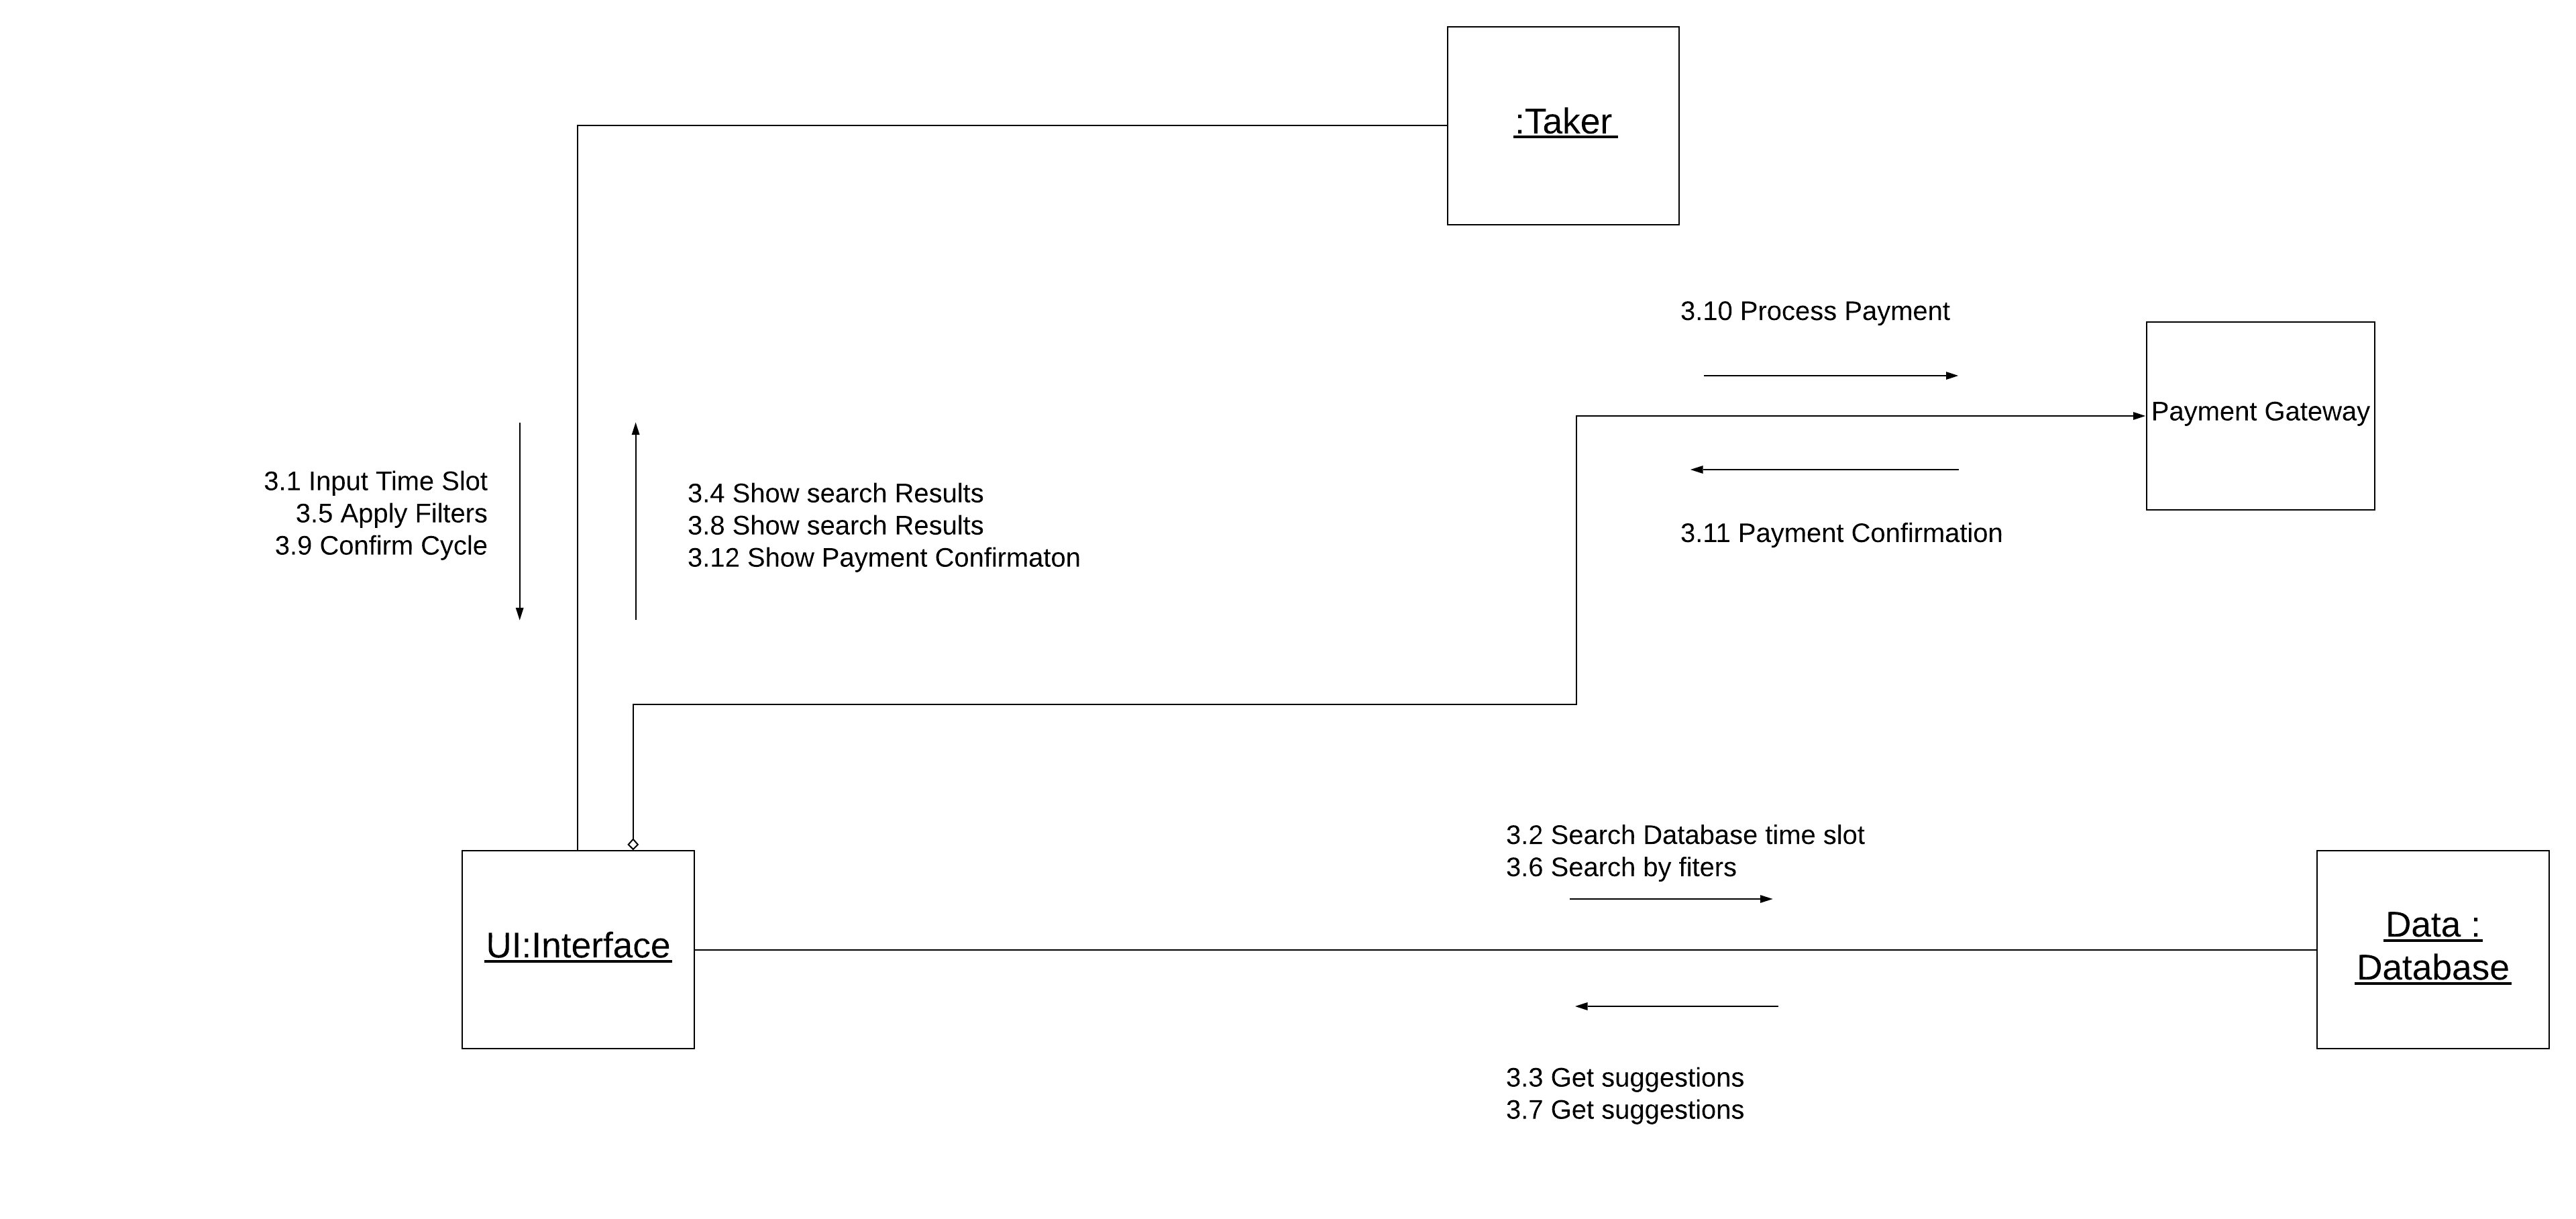 :Taker
3.10 Process Payment
Payment Gateway
3.1 Input Time Slot
3.5 Apply Filters
3.9 Confirm Cycle
3.4 Show search Results
3.8 Show search Results
3.12 Show Payment Confirmaton
3.11 Payment Confirmation
3.2 Search Database time slot
3.6 Search by fiters
UI:Interface
Data :
Database
3.3 Get suggestions
3.7 Get suggestions